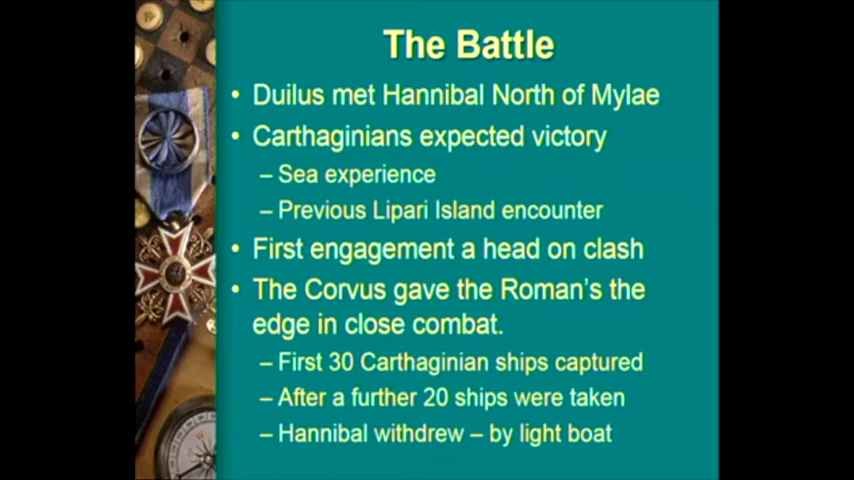 The Battle
• Duilus met Hannibal North of Mylae
• Carthaginians expected victory
– Sea experience
– Previous Lipari Island encounter
• First engagement a head on clash
• The Corvus gave the Roman's the
edge in close combat.
– First 30 Carthaginian ships captured
– After a further 20 ships were taken
– Hannibal withdrew – by light boat